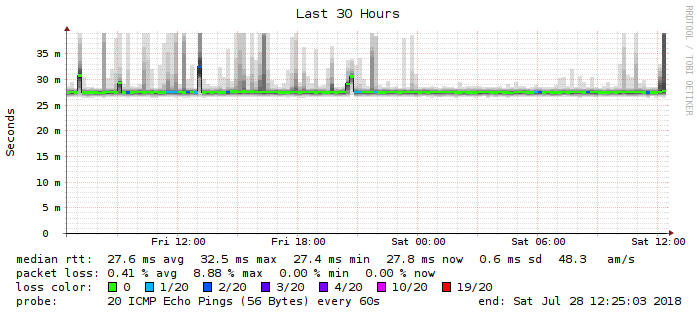 Last 30 Hours
RRDTOOL / TOBI OETIKER
Seconds
35 m
30 m
25 m
20 m
15 m
10 m
5 m
0
Fri 12:00 Fri 18:00 Sat 00:00 Sat 06:00 Sat 12:00
median rtt: 27.6 ms avg 32.5 ms max 27.4 ms min 27.8 ms now 0.6 ms sd 48.3 am/s
packet loss: 0.41 % avg 8.88 % max 0.00 % min 0.00 % now
loss color: 0 1/20 2/20 3/20 4/20 10/20 19/20
probe: 20 ICMP Echo Pings (56 Bytes) every 60s end: Sat Jul 28 12:25:03 2018